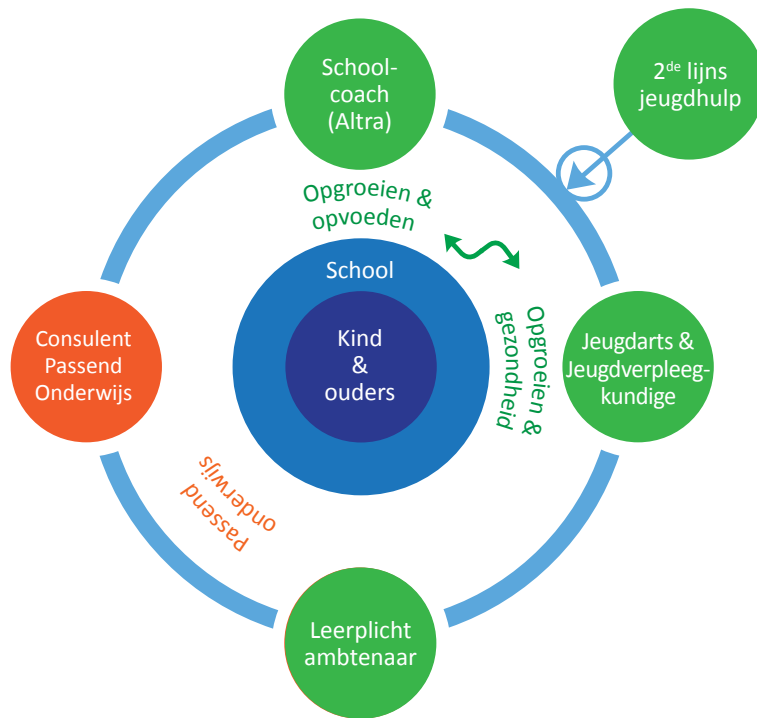 School-
coach
(Altra)
2de lijns
jeugdhulp
Opgroeien &
opvoeden
School
Kind
&
ouders
Consulent
Passend
Onderwijs
Opgroeien &
gezondheid
Jeugdarts &
Jeugdverpleeg-
kundige
Passend
onderwijs
Leerplicht
ambtenaar